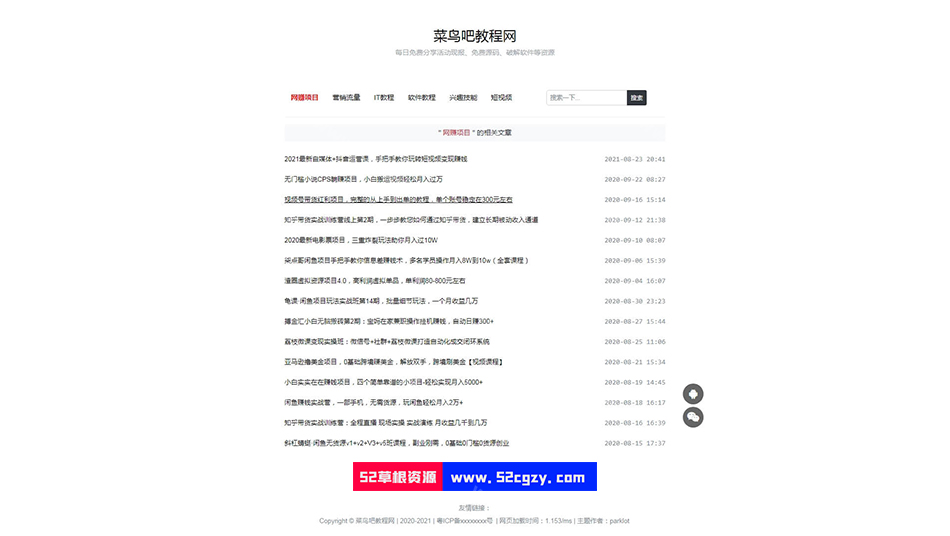 菜鸟吧教程网
每日免费分享活动现报、免费源码、破解软件等资源
网赚项目 营销流量 IT教程 软件教程 兴趣技能 短视频 搜索一下... 搜索
" 网赚项目 " 的相关文章
2021最新自媒体+抖音运营课，手把手教你玩转短视频变现赚钱 2021-08-23 20:41
无门槛小说CPS躺赚项目，小白搬运视频轻松月入过万 2020-09-22 08:27
视频号带货红利项目，完整的从上手到出单的教程，单个账号稳定在300元左右 2020-09-16 15:14
知乎带货实战训练营线上第2期，一步步教您如何通过知乎带货，建立长期被动收入通道 2020-09-12 21:38
2020最新电影票项目，三重炸裂玩法助你月入过10W 2020-09-10 08:07
柒点哥闲鱼项目手把手教你信息差赚钱术，多名学员操作月入8W到10w（全套课程） 2020-09-06 15:39
渣圆虚拟资源项目4.0，高利润虚拟单品，单利润80-800元左右 2020-09-04 16:07
龟课·闲鱼项目玩法实战班第14期，批量细节玩法，一个月收益几万 2020-08-30 23:23
撸金汇小白无脑搬砖第2期：宝妈在家兼职操作挂机赚钱，自动日赚300+ 2020-08-27 15:44
荔枝微课变现实操班：微信号+社群+荔枝微课打造自动化成交闭环系统 2020-08-25 11:06
亚马逊撸美金项目，0基础跨境赚美金，解放双手，跨境刷美金【视频课程】 2020-08-21 15:34
小白实实在在赚钱项目，四个简单靠谱的小项目-轻松实现月入5000+ 2020-08-19 14:45
闲鱼赚钱实战营，一部手机，无需货源，玩闲鱼轻松月入2万+ 2020-08-18 16:17
知乎带货实战训练营：全程直播 现场实操 实战演练 月收益几千到几万 2020-08-16 16:39
斜杠蜻蜓·闲鱼无货源v1+v2+V3+v5班课程，副业刚需，0基础0门槛0货源创业 2020-08-15 17:37
52草根资源 www.52cgzy.com
友情链接：
Copyright © 菜鸟吧教程网 | 2020-2021 | 粤ICP备xxxxxxxx号 | 网页加载时间：1.153/ms | 主题作者：parklot